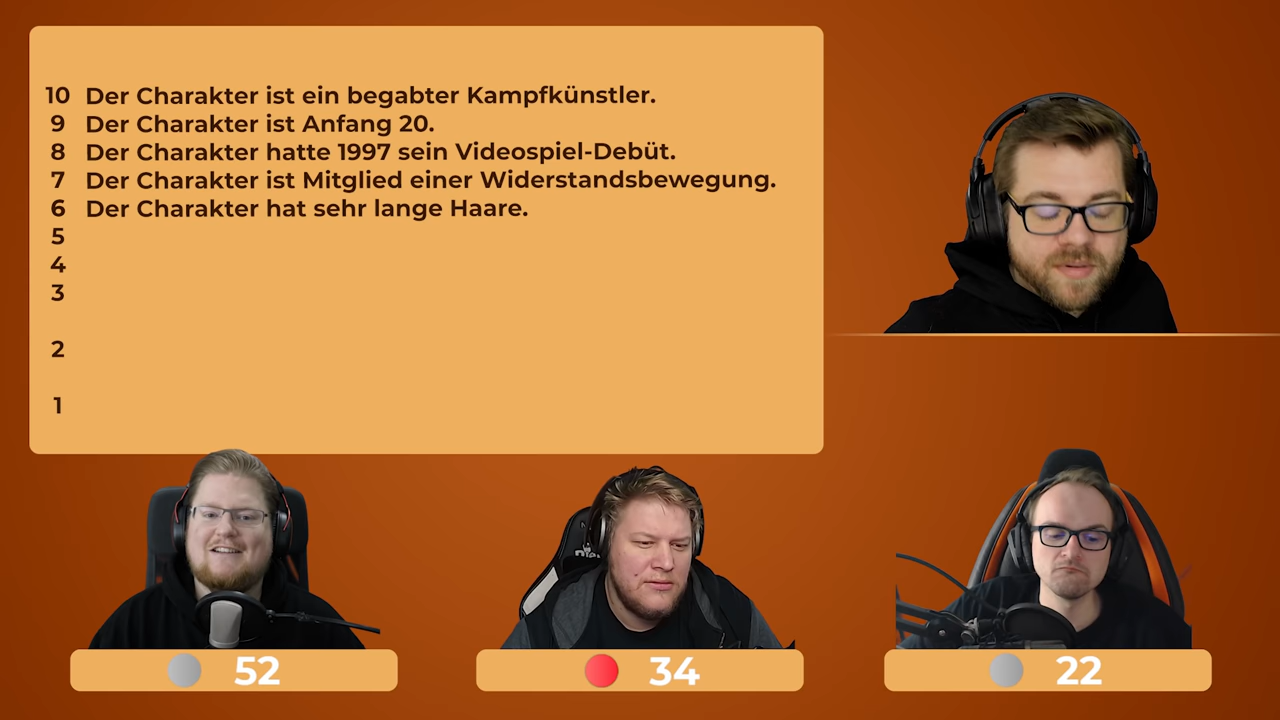 10 Der Charakter ist ein begabter Kampfkünstler.
9 Der Charakter ist Anfang 20.
8 Der Charakter hatte 1997 sein Videospiel-Debüt.
7 Der Charakter ist Mitglied einer Widerstandsbewegung.
6 Der Charakter hat sehr lange Haare.
5
4
3
2
1
52
34
22